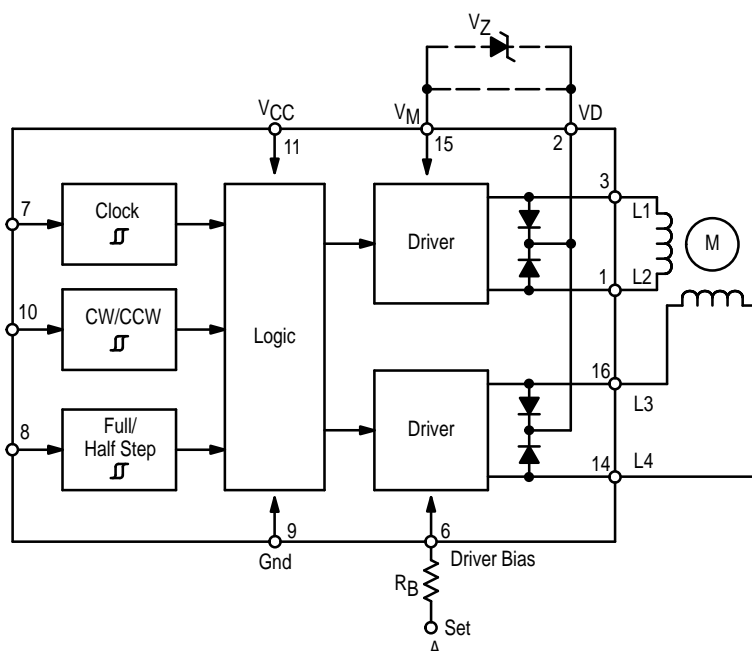 VZ
VCC
VM
VD
11
15
2
7
Clock
3
L1
Driver
M
L2
1
10
CW/CCW
Logic
16
8
Full/
Half Step
Driver
L3
14
L4
9
6
Gnd
Driver Bias
RB
Set
A